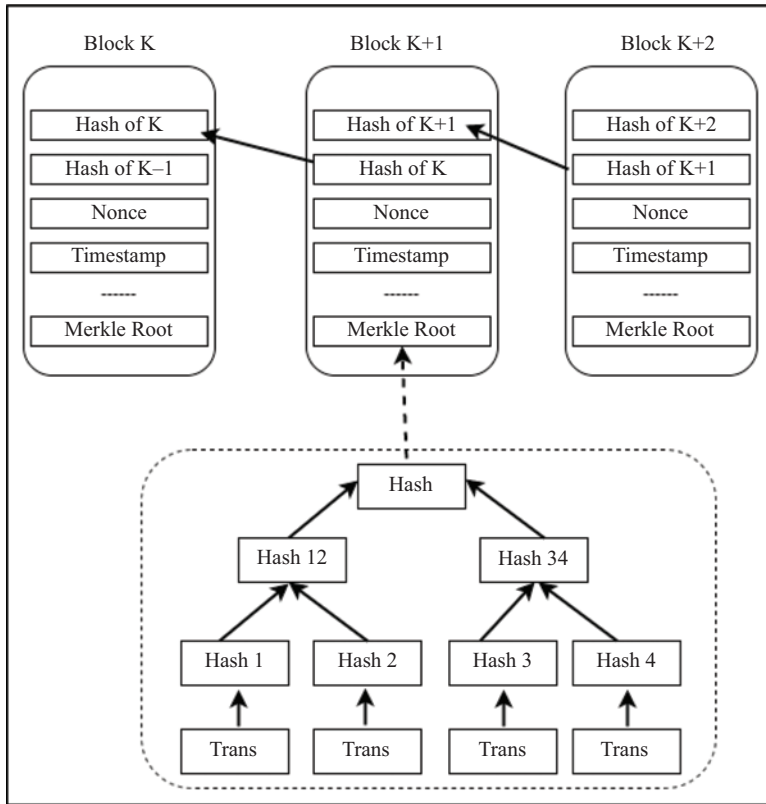 Block K
Block K+1
Block K+2
Hash of K
Hash of K+1
Hash of K+2
Hash of K–1
Hash of K
Hash of K+1
Nonce
Nonce
Nonce
Timestamp
Timestamp
Timestamp
------
------
------
Merkle Root
Merkle Root
Merkle Root
Hash
Hash 12
Hash 34
Hash 1
Hash 2
Hash 3
Hash 4
Trans
Trans
Trans
Trans